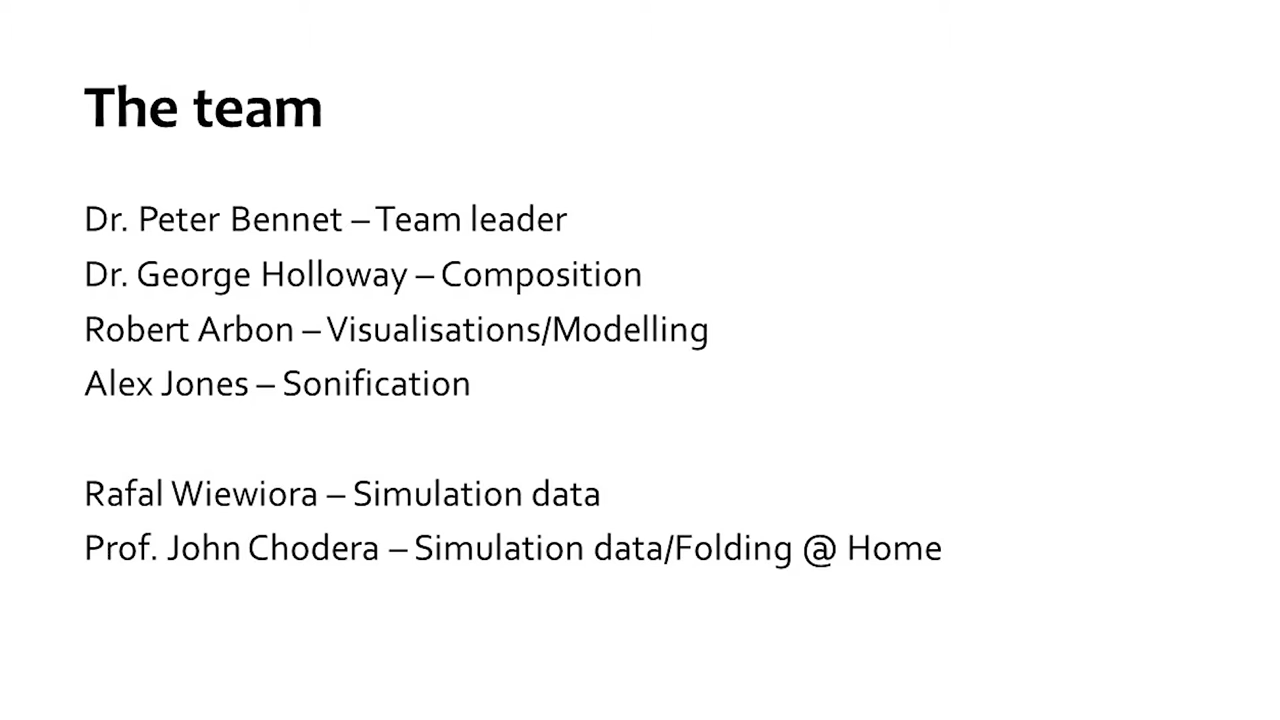 The team
Dr. Peter Bennet – Team leader
Dr. George Holloway – Composition
Robert Arbon – Visualisations/Modelling
Alex Jones – Sonification
Rafal Wiewiora – Simulation data
Prof. John Chodera – Simulation data/Folding @ Home